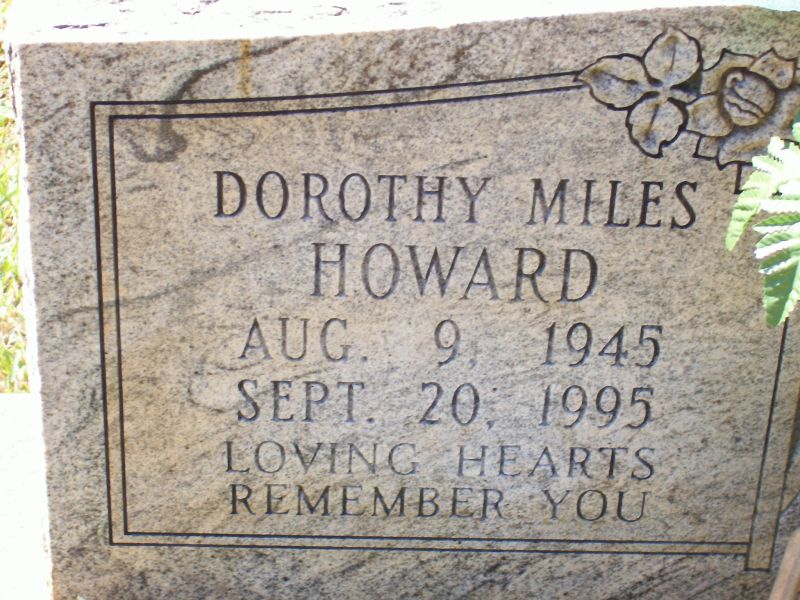 DOROTHY MILES
HOWARD
AUG. 9, 1945
SEPT. 20, 1995
LOVING HEARTS
REMEMBER YOU